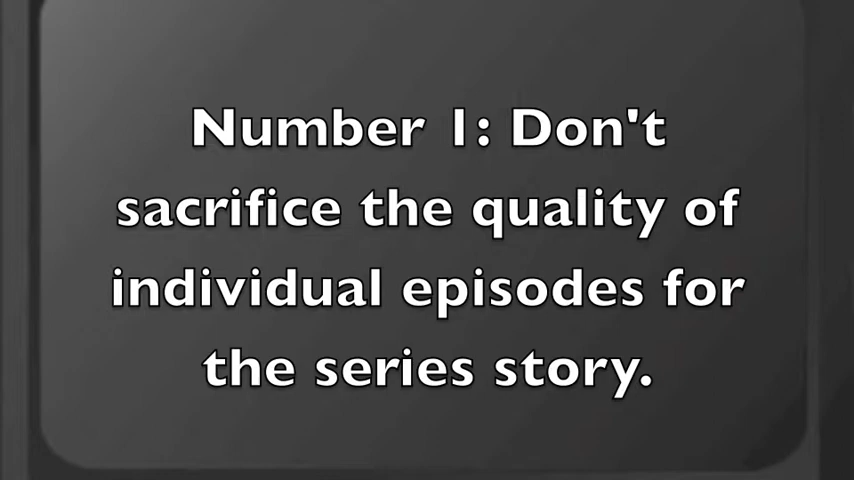 Number 1: Don't
sacrifice the quality of
individual episodes for
the series story.